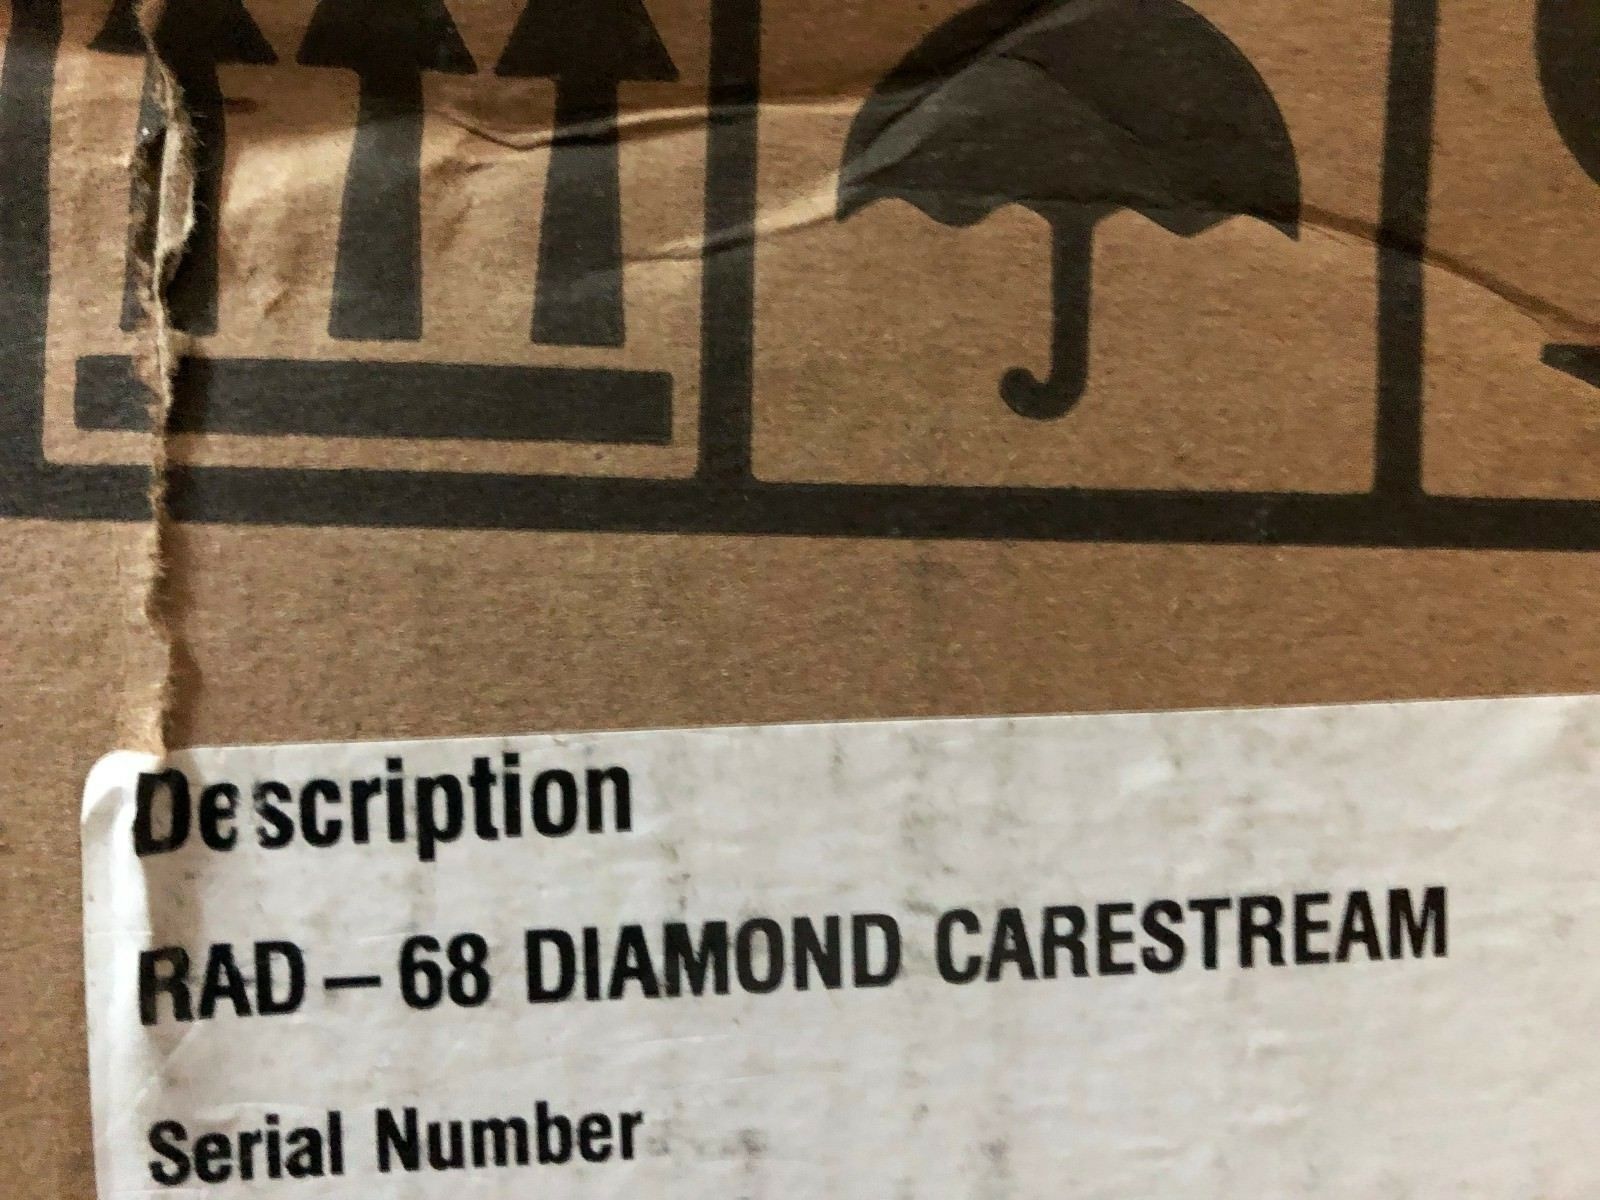 Description
RAD – 68 DIAMOND CARESTREAM
Serial Number